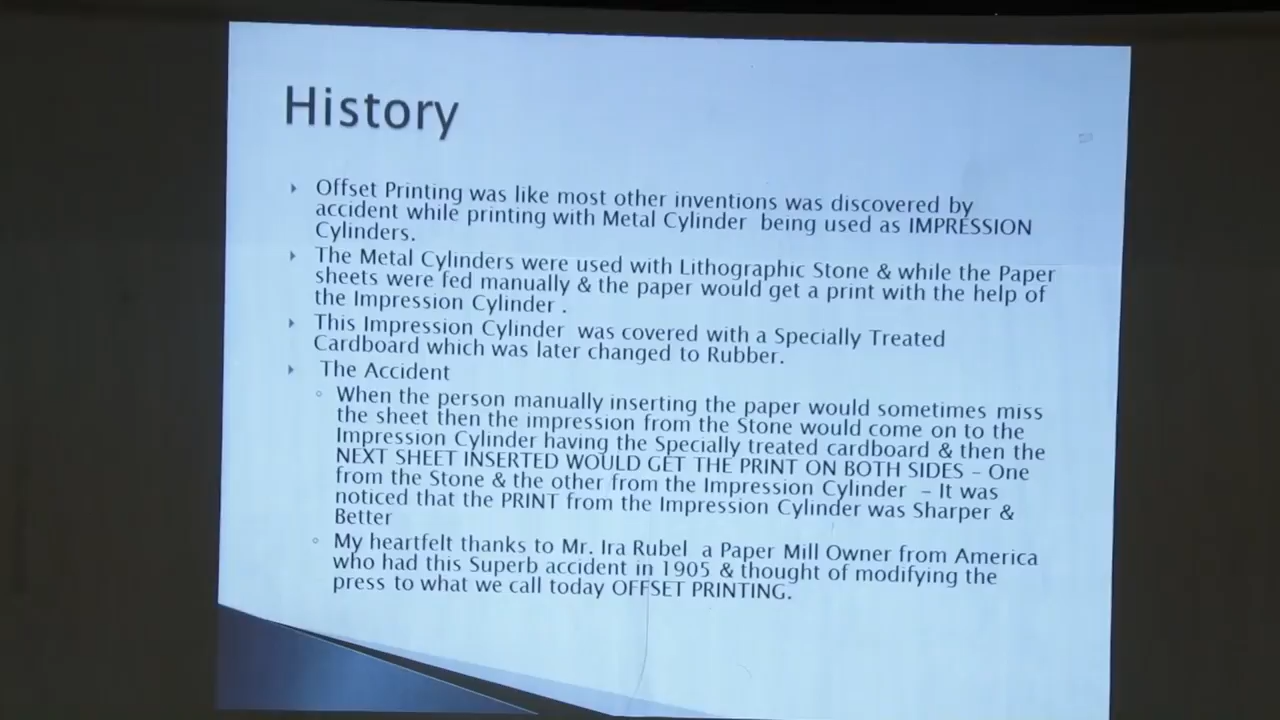 History
Offset Printing was like most other inventions was discovered by
accident while printing with Metal Cylinder being used as IMPRESSION
Cylinders.
The Metal Cylinders were used with Lithographic Stone & while the Paper
sheets were fed manually & the paper would get a print with the help of
the Impression Cylinder .
This Impression Cylinder was covered with a Specially Treated
Cardboard which was later changed to Rubber.
The Accident
When the person manually inserting the paper would sometimes miss
the sheet then the impression from the Stone would come on to the
Impression Cylinder having the Specially treated cardboard & then the
NEXT SHEET INSERTED WOULD GET THE PRINT ON BOTH SIDES – One
from the Stone & the other from the Impression Cylinder – It was
noticed that the PRINT from the Impression Cylinder was Sharper &
Better
My heartfelt thanks to Mr. Ira Rubel a Paper Mill Owner from America
who had this Superb accident in 1905 & thought of modifying the
press to what we call today OFFSET PRINTING.